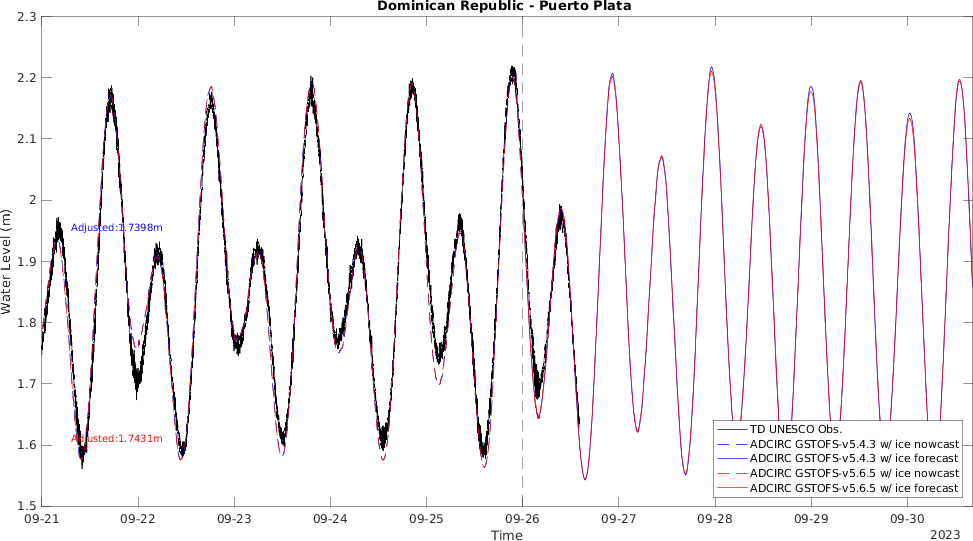 Dominican Republic - Puerto Plata
2.3
2.2
2.1
2
1.9
1.8
1.7
1.6
1.5
Water Level (m)
Adjusted:1.7398m
Adjusted:1.7431m
TD UNESCO Obs.
ADCIRC GSTOFS-v5.4.3 w/ ice nowcast
ADCIRC GSTOFS-v5.4.3 w/ ice forecast
ADCIRC GSTOFS-v5.6.5 w/ ice nowcast
ADCIRC GSTOFS-v5.6.5 w/ ice forecast
09-21 09-22 09-23 09-24 09-25 09-26 09-27 09-28 09-29 09-30
Time
2023